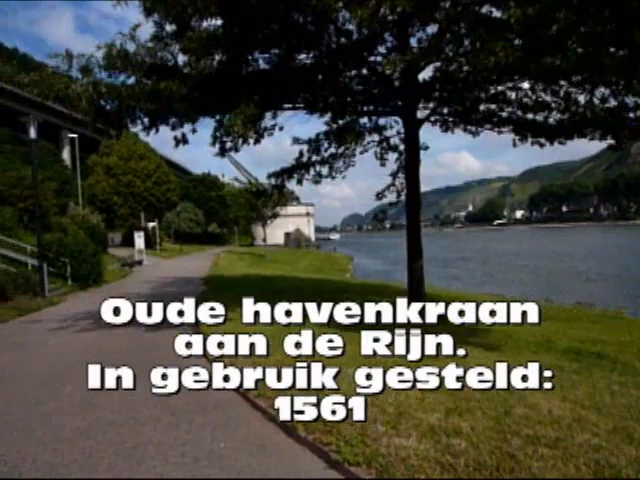 Oude havenkraan
aan de Rijn.
In gebruik gesteld:
1561